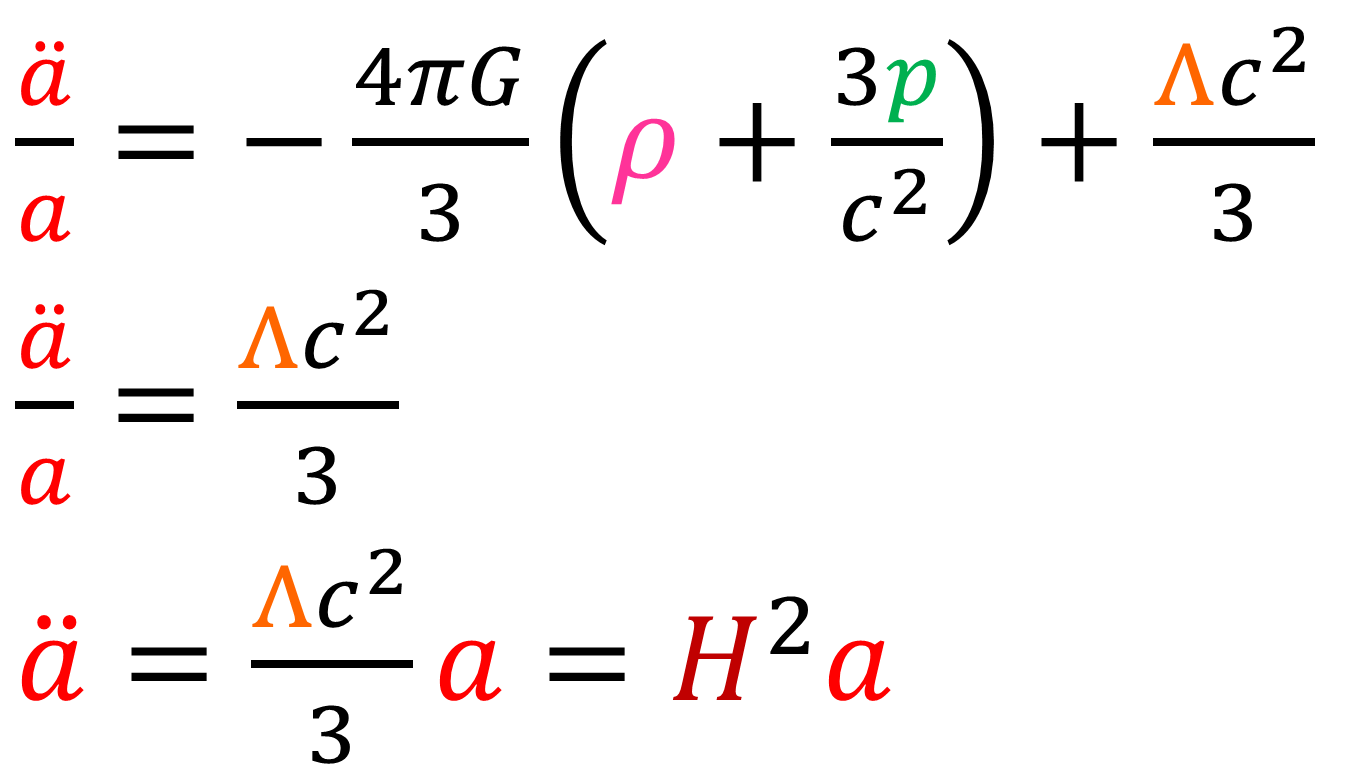 ä/a = − 4πG/3 (ρ + 3p/c²) + Λc²/3
ä/a = Λc²/3
ä = Λc²/3 a = H²a